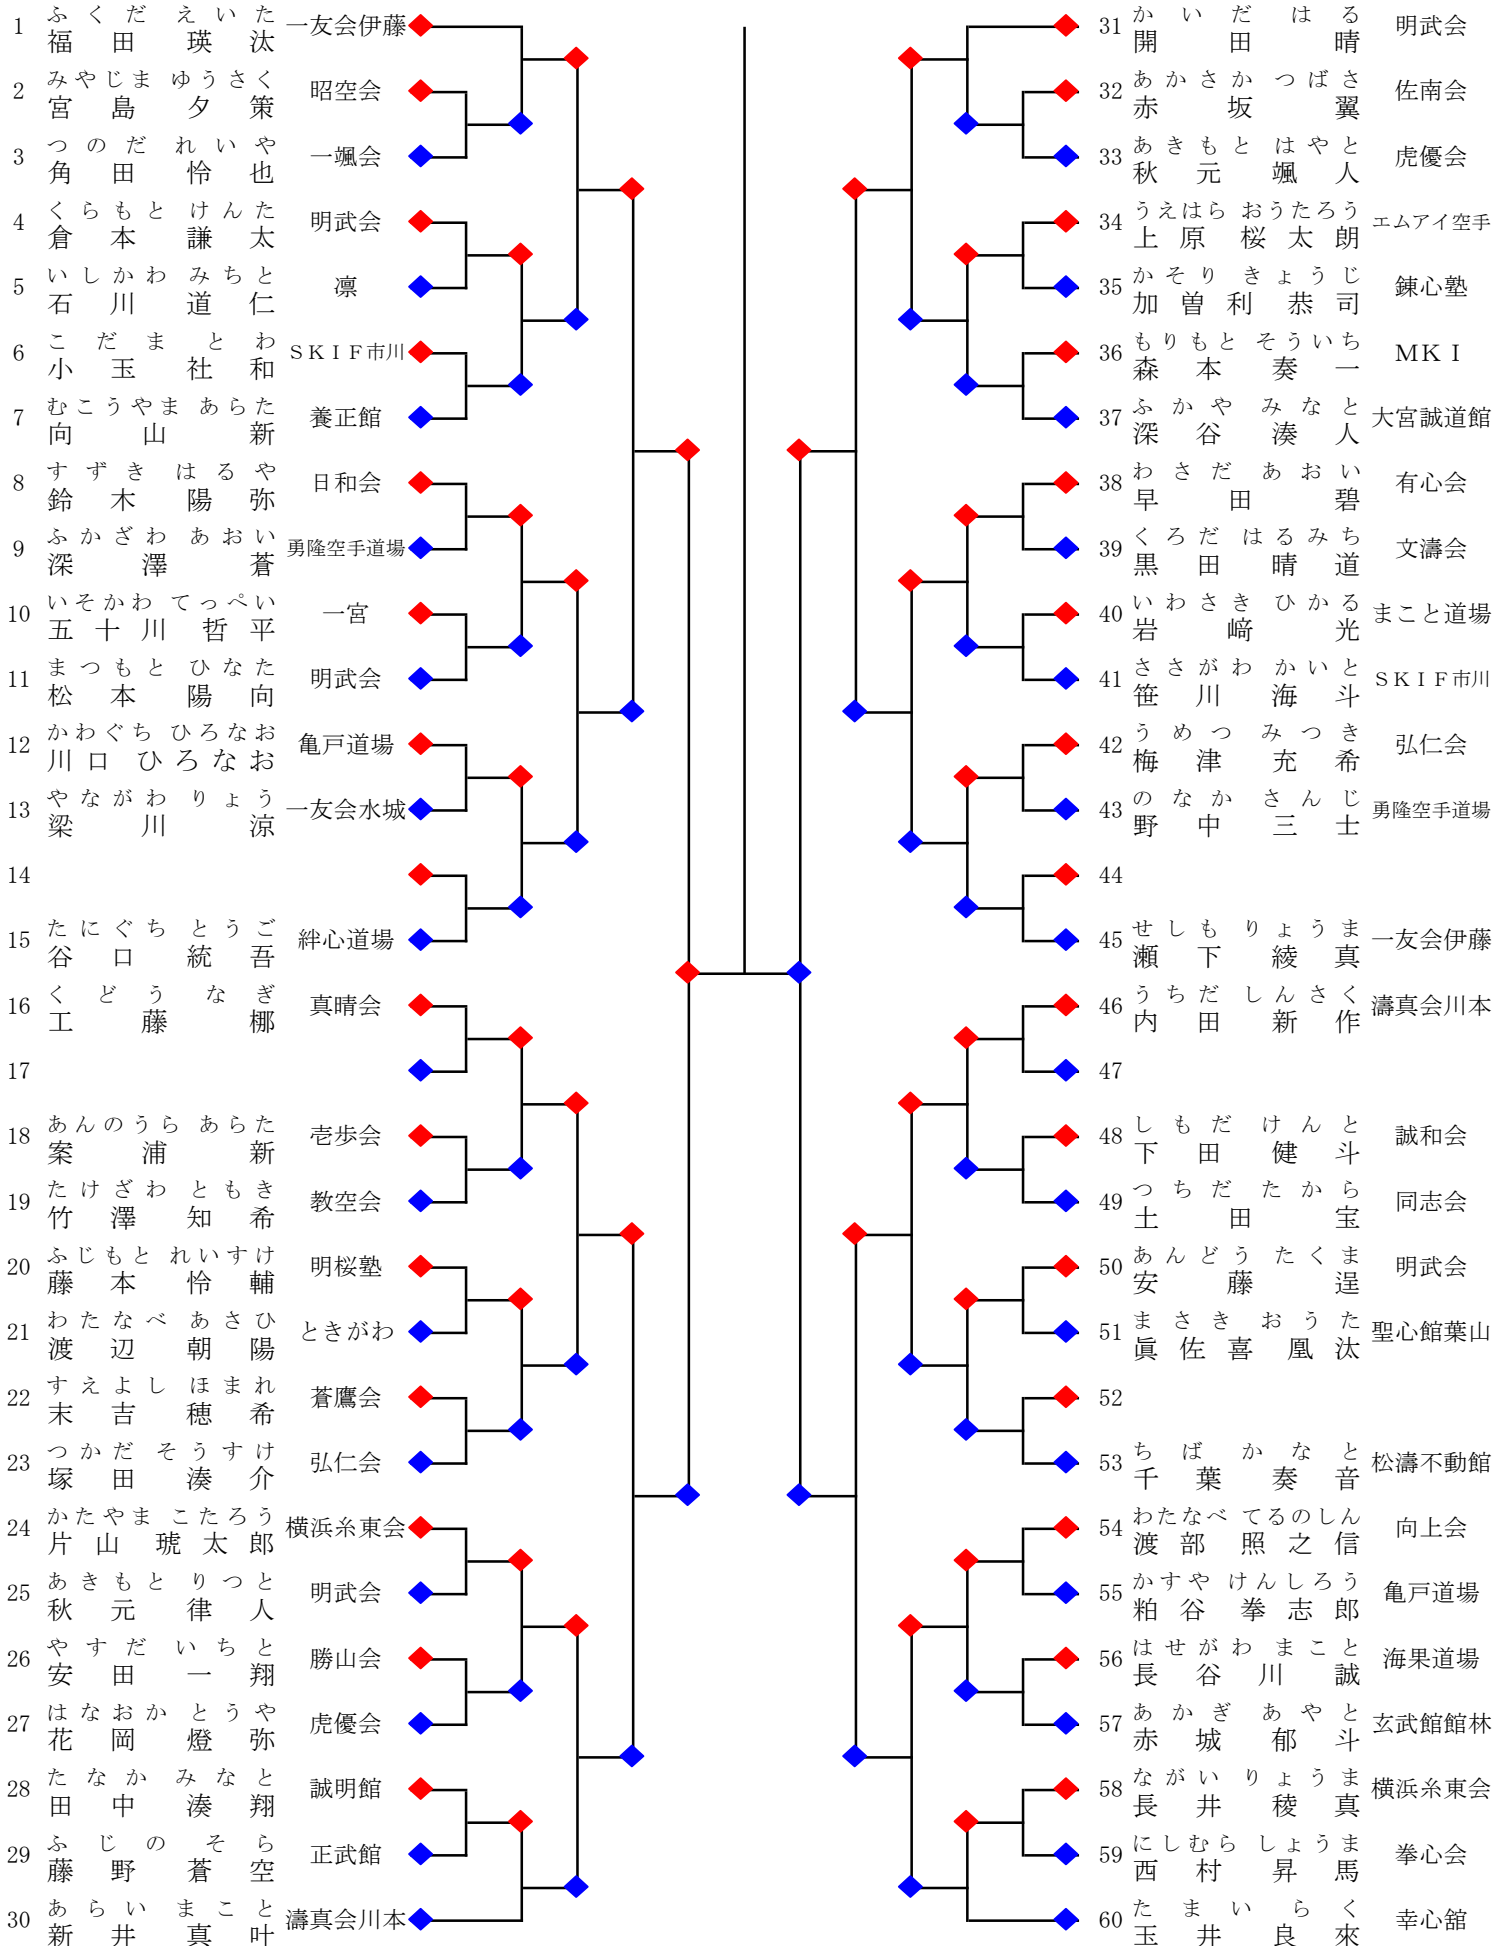 ふくだ えいた
1 福田 瑛汰 一友会伊藤
みやじま ゆうさく
2 宮島 夕策 昭空会
つのだ れいや
3 角田 怜也 一颯会
くらもと けんた
4 倉本 謙太 明武会
いしかわ みちと
5 石川 道仁 凛
こだま とわ
6 小玉 社和 ＳＫＩＦ市川
むこうやま あらた
7 向山 新 養正館
すずき はるや
8 鈴木 陽弥 日和会
ふかざわ あおい
9 深澤 蒼 勇隆空手道場
いそかわ てっぺい
10 五十川 哲平 一宮
まつもと ひなた
11 松本 陽向 明武会
かわぐち ひろなお
12 川口 ひろなお 亀戸道場
やながわ りょう
13 梁川 涼 一友会水城
14
たにぐち とうご
15 谷口 統吾 絆心道場
くどう なぎ
16 工藤 梛 真晴会
17
あんのうら あらた
18 案浦 新 壱歩会
たけざわ ともき
19 竹澤 知希 教空会
ふじもと れいすけ
20 藤本 怜輔 明桜塾
わたなべ あさひ
21 渡辺 朝陽 ときがわ
すえよし ほまれ
22 末吉 穂希 蒼鷹会
つかだ そうすけ
23 塚田 湊介 弘仁会
かたやま こたろう
24 片山 琥太郎 横浜糸東会
あきもと りつと
25 秋元 律人 明武会
やすだ いちと
26 安田 一翔 勝山会
はなおか とうや
27 花岡 燈弥 虎優会
たなか みなと
28 田中 湊翔 誠明館
ふじの そら
29 藤野 蒼空 正武館
あらい まこと
30 新井 真叶 濤真会川本
かいだ はる
31 開田 晴 明武会
あかさか つばさ
32 赤坂 翼 佐南会
あきもと はやと
33 秋元 颯人 虎優会
うえはら おうたろう
34 上原 桜太朗 エムアイ空手
かそり きょうじ
35 加曽利 恭司 錬心塾
もりもと そういち
36 森本 奏一 ＭＫＩ
ふかや みなと
37 深谷 湊人 大宮誠道館
わさだ あおい
38 早田 碧 有心会
くろだ はるみち
39 黒田 晴道 文濤会
いわさき ひかる
40 岩﨑 光 まこと道場
ささがわ かいと
41 笹川 海斗 ＳＫＩＦ市川
うめつ みつき
42 梅津 充希 弘仁会
のなか さんじ
43 野中 三士 勇隆空手道場
44
せしも りょうま
45 瀬下 綾真 一友会伊藤
うちだ しんさく
46 内田 新作 濤真会川本
47
しもだ けんと
48 下田 健斗 誠和会
つちだ たから
49 土田 宝 同志会
あんどう たくま
50 安藤 逞 明武会
まさき おうた
51 眞佐喜 凰汰 聖心館葉山
52
ちば かなと
53 千葉 奏音 松濤不動館
わたなべ てるのしん
54 渡部 照之信 向上会
かすや けんしろう
55 粕谷 拳志郎 亀戸道場
はせがわ まこと
56 長谷川 誠 海果道場
あかぎ あやと
57 赤城 郁斗 玄武館館林
ながい りょうま
58 長井 稜真 横浜糸東会
にしむら しょうま
59 西村 昇馬 拳心会
たまい らく
60 玉井 良來 幸心舘